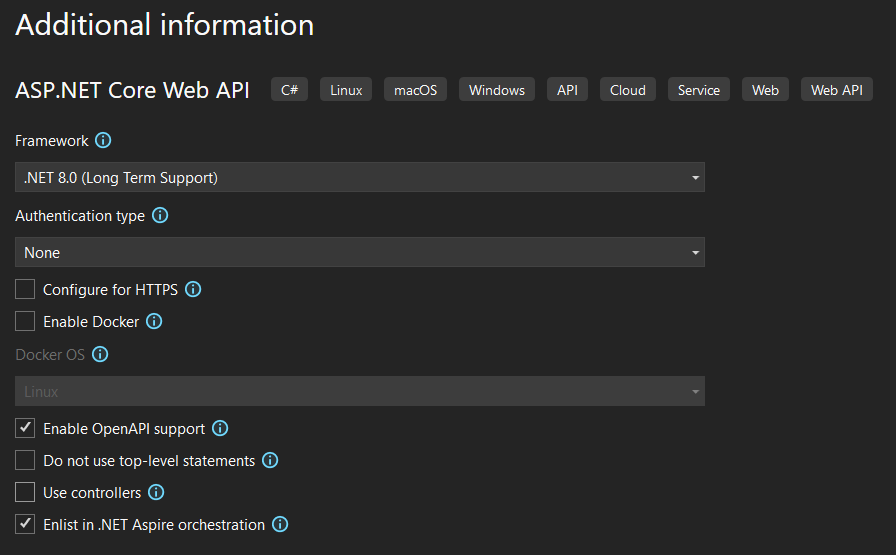 Additional information
ASP.NET Core Web API C# Linux macOS Windows API Cloud Service Web Web API
Framework
.NET 8.0 (Long Term Support)
Authentication type
None
Configure for HTTPS
Enable Docker
Docker OS
Linux
Enable OpenAPI support
Do not use top-level statements
Use controllers
Enlist in .NET Aspire orchestration